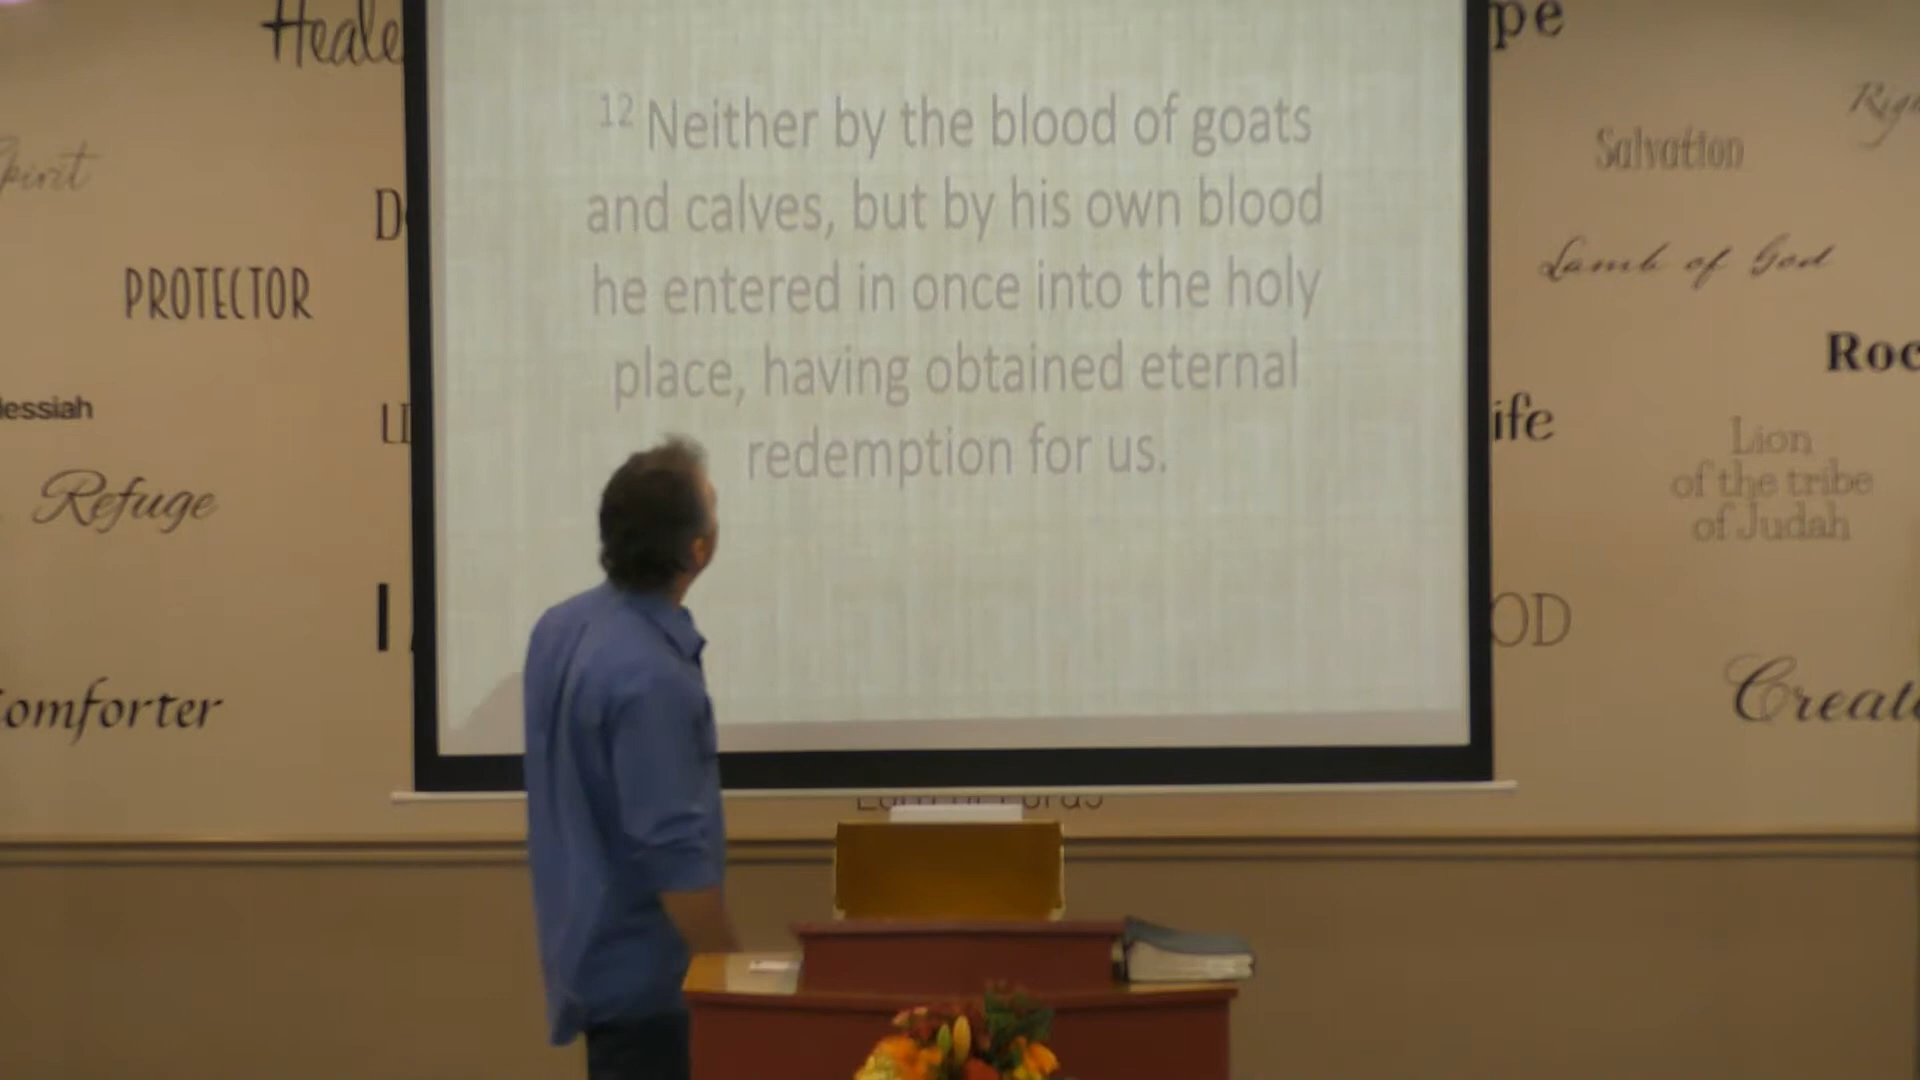 Heale
pe
Spirit
D
PROTECTOR
essiah
Refuge
I
omforter
12 Neither by the blood of goats
and calves, but by his own blood
he entered in once into the holy
place, having obtained eternal
redemption for us.
Salvation
Lamb of God
Roc
ife
Lion
of the tribe
of Judah
OD
Creat